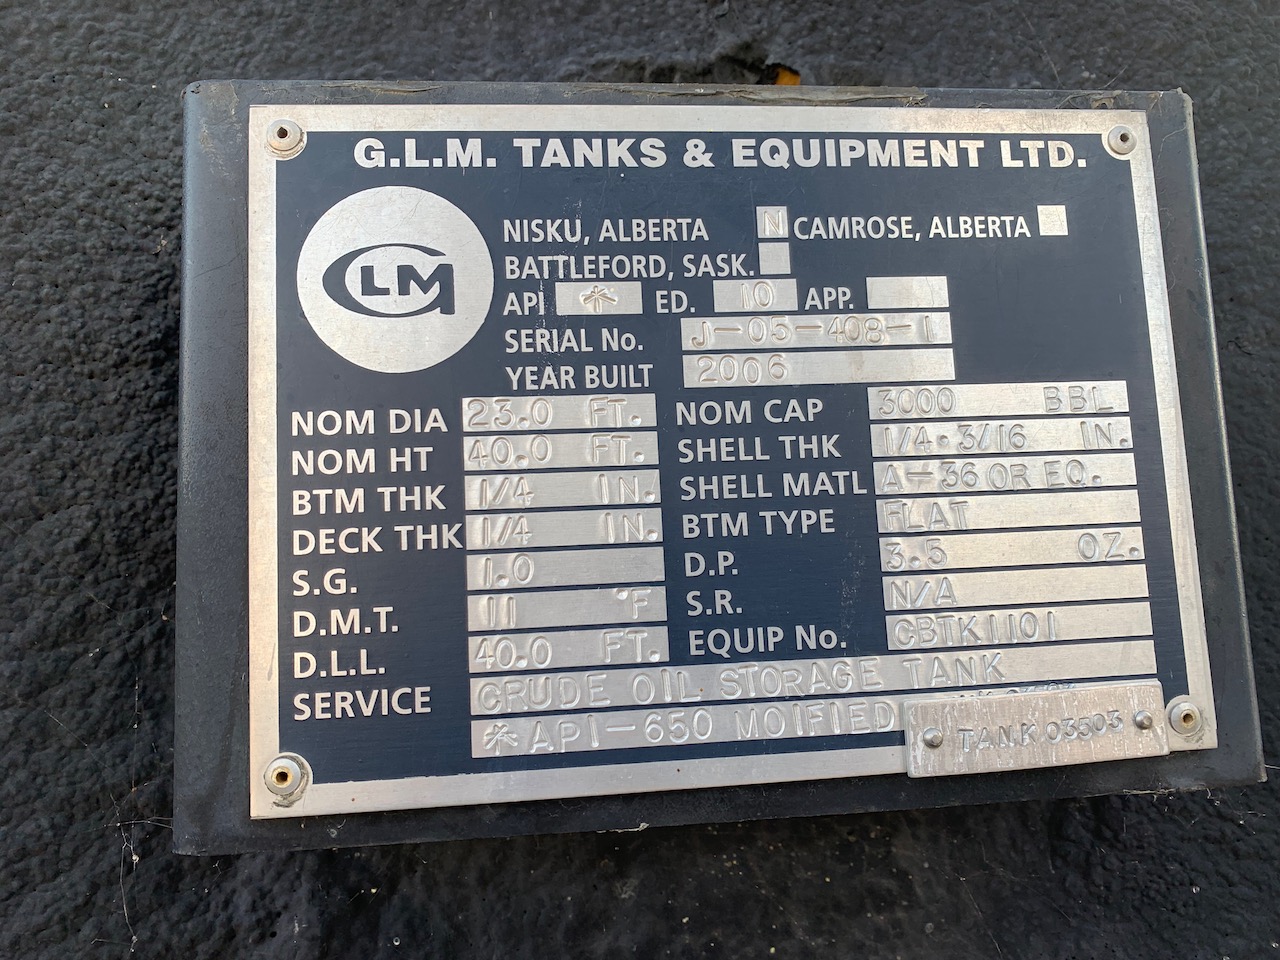 G.L.M. TANKS & EQUIPMENT LTD.
GLM
NISKU, ALBERTA N CAMROSE, ALBERTA
BATTLEFORD, SASK.
API * ED. 10 APP.
SERIAL No. J-05-408-1
YEAR BUILT 2006
NOM DIA 23.0 FT. NOM CAP 3000 BBL
NOM HT 40.0 FT. SHELL THK 1/4·3/16 IN.
BTM THK 1/4 IN. SHELL MATL A-36 OR EQ.
DECK THK 1/4 IN. BTM TYPE FLAT
S.G. 1.0 D.P. 3.5 OZ.
D.M.T. 11 °F S.R. N/A
D.L.L. 40.0 FT. EQUIP No. CBTK1101
SERVICE CRUDE OIL STORAGE TANK
* API-650 MOIFIED
TANK 03503